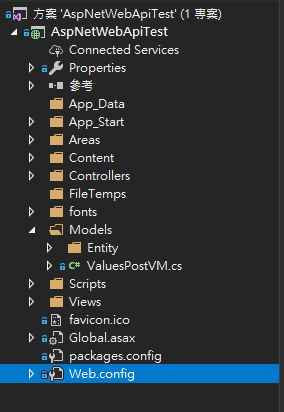 方案 'AspNetWebApiTest' (1 專案)
AspNetWebApiTest
Connected Services
Properties
參考
App_Data
App_Start
Areas
Content
Controllers
FileTemps
fonts
Models
Entity
C# ValuesPostVM.cs
Scripts
Views
favicon.ico
Global.asax
packages.config
Web.config